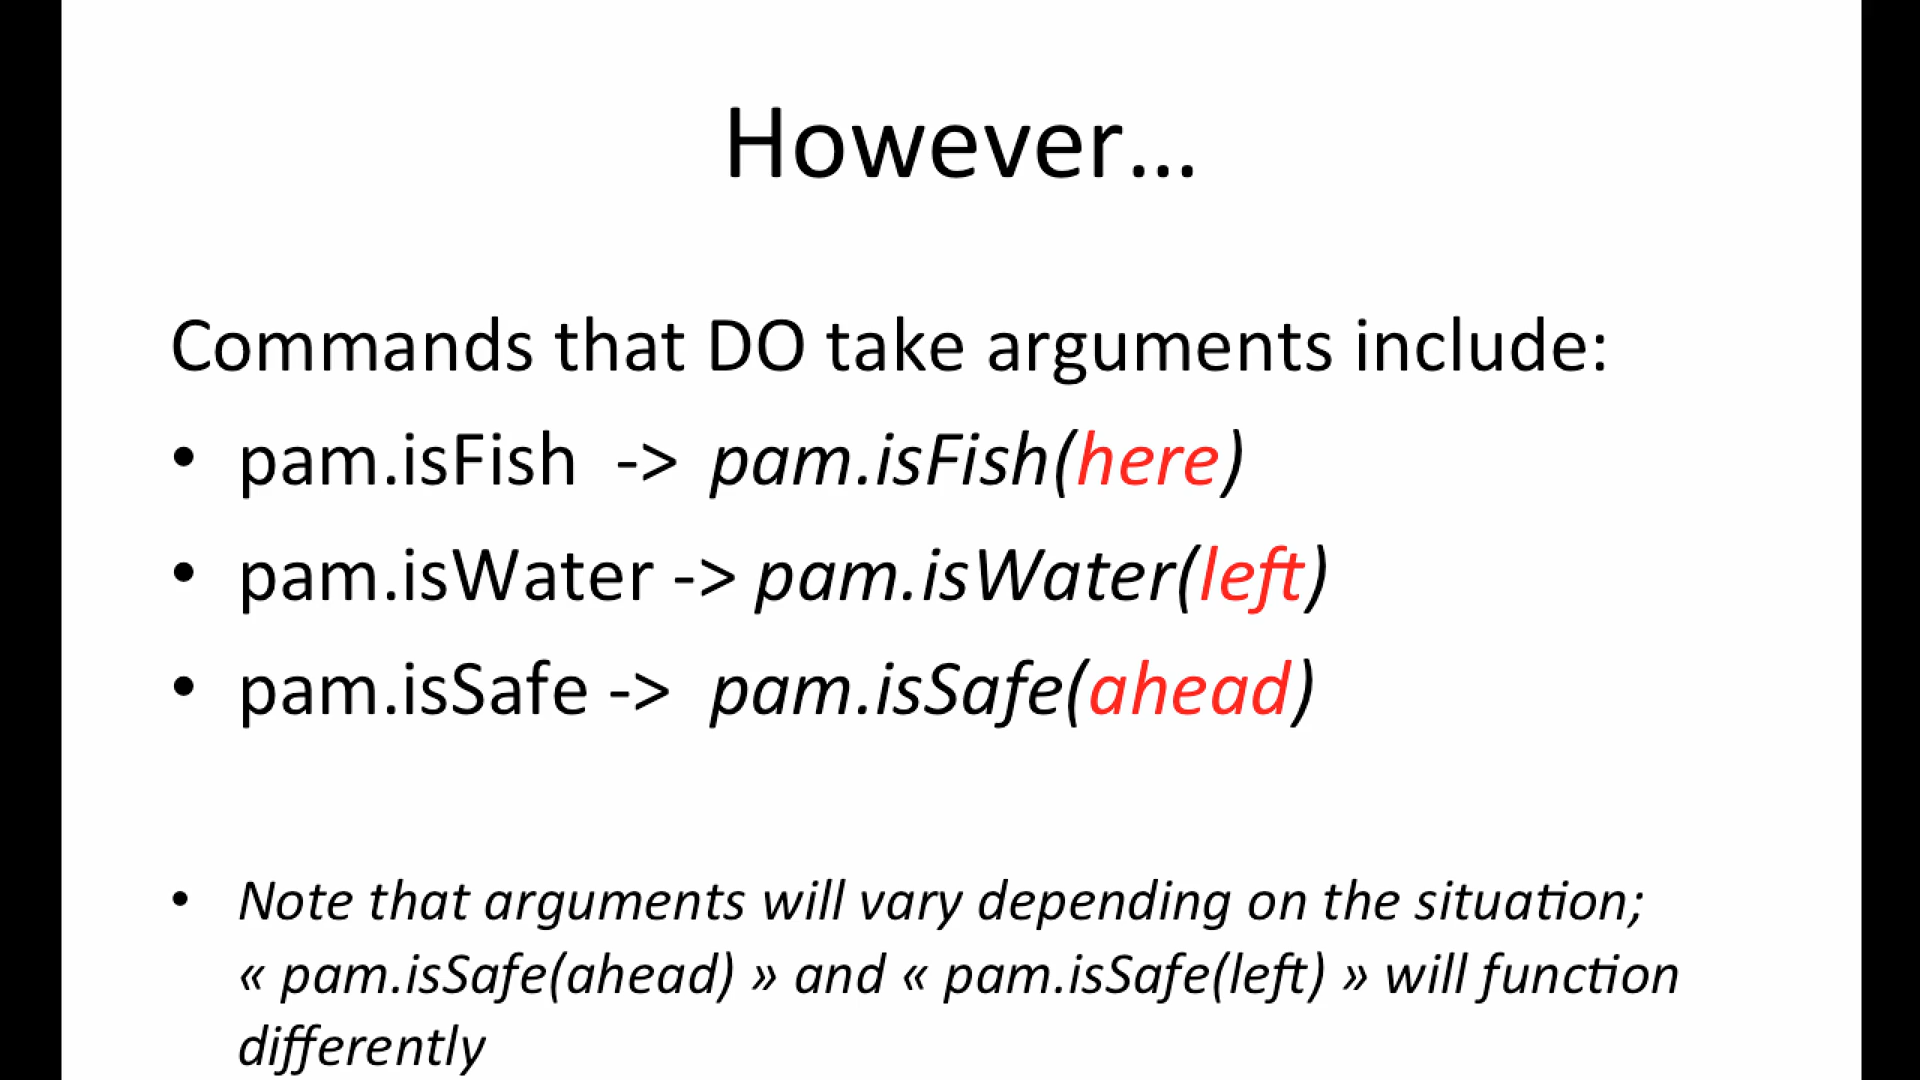 However...
Commands that DO take arguments include:
• pam.isFish -> pam.isFish(here)
• pam.isWater -> pam.isWater(left)
• pam.isSafe -> pam.isSafe(ahead)
• Note that arguments will vary depending on the situation;
« pam.isSafe(ahead) » and « pam.isSafe(left) » will function
differently